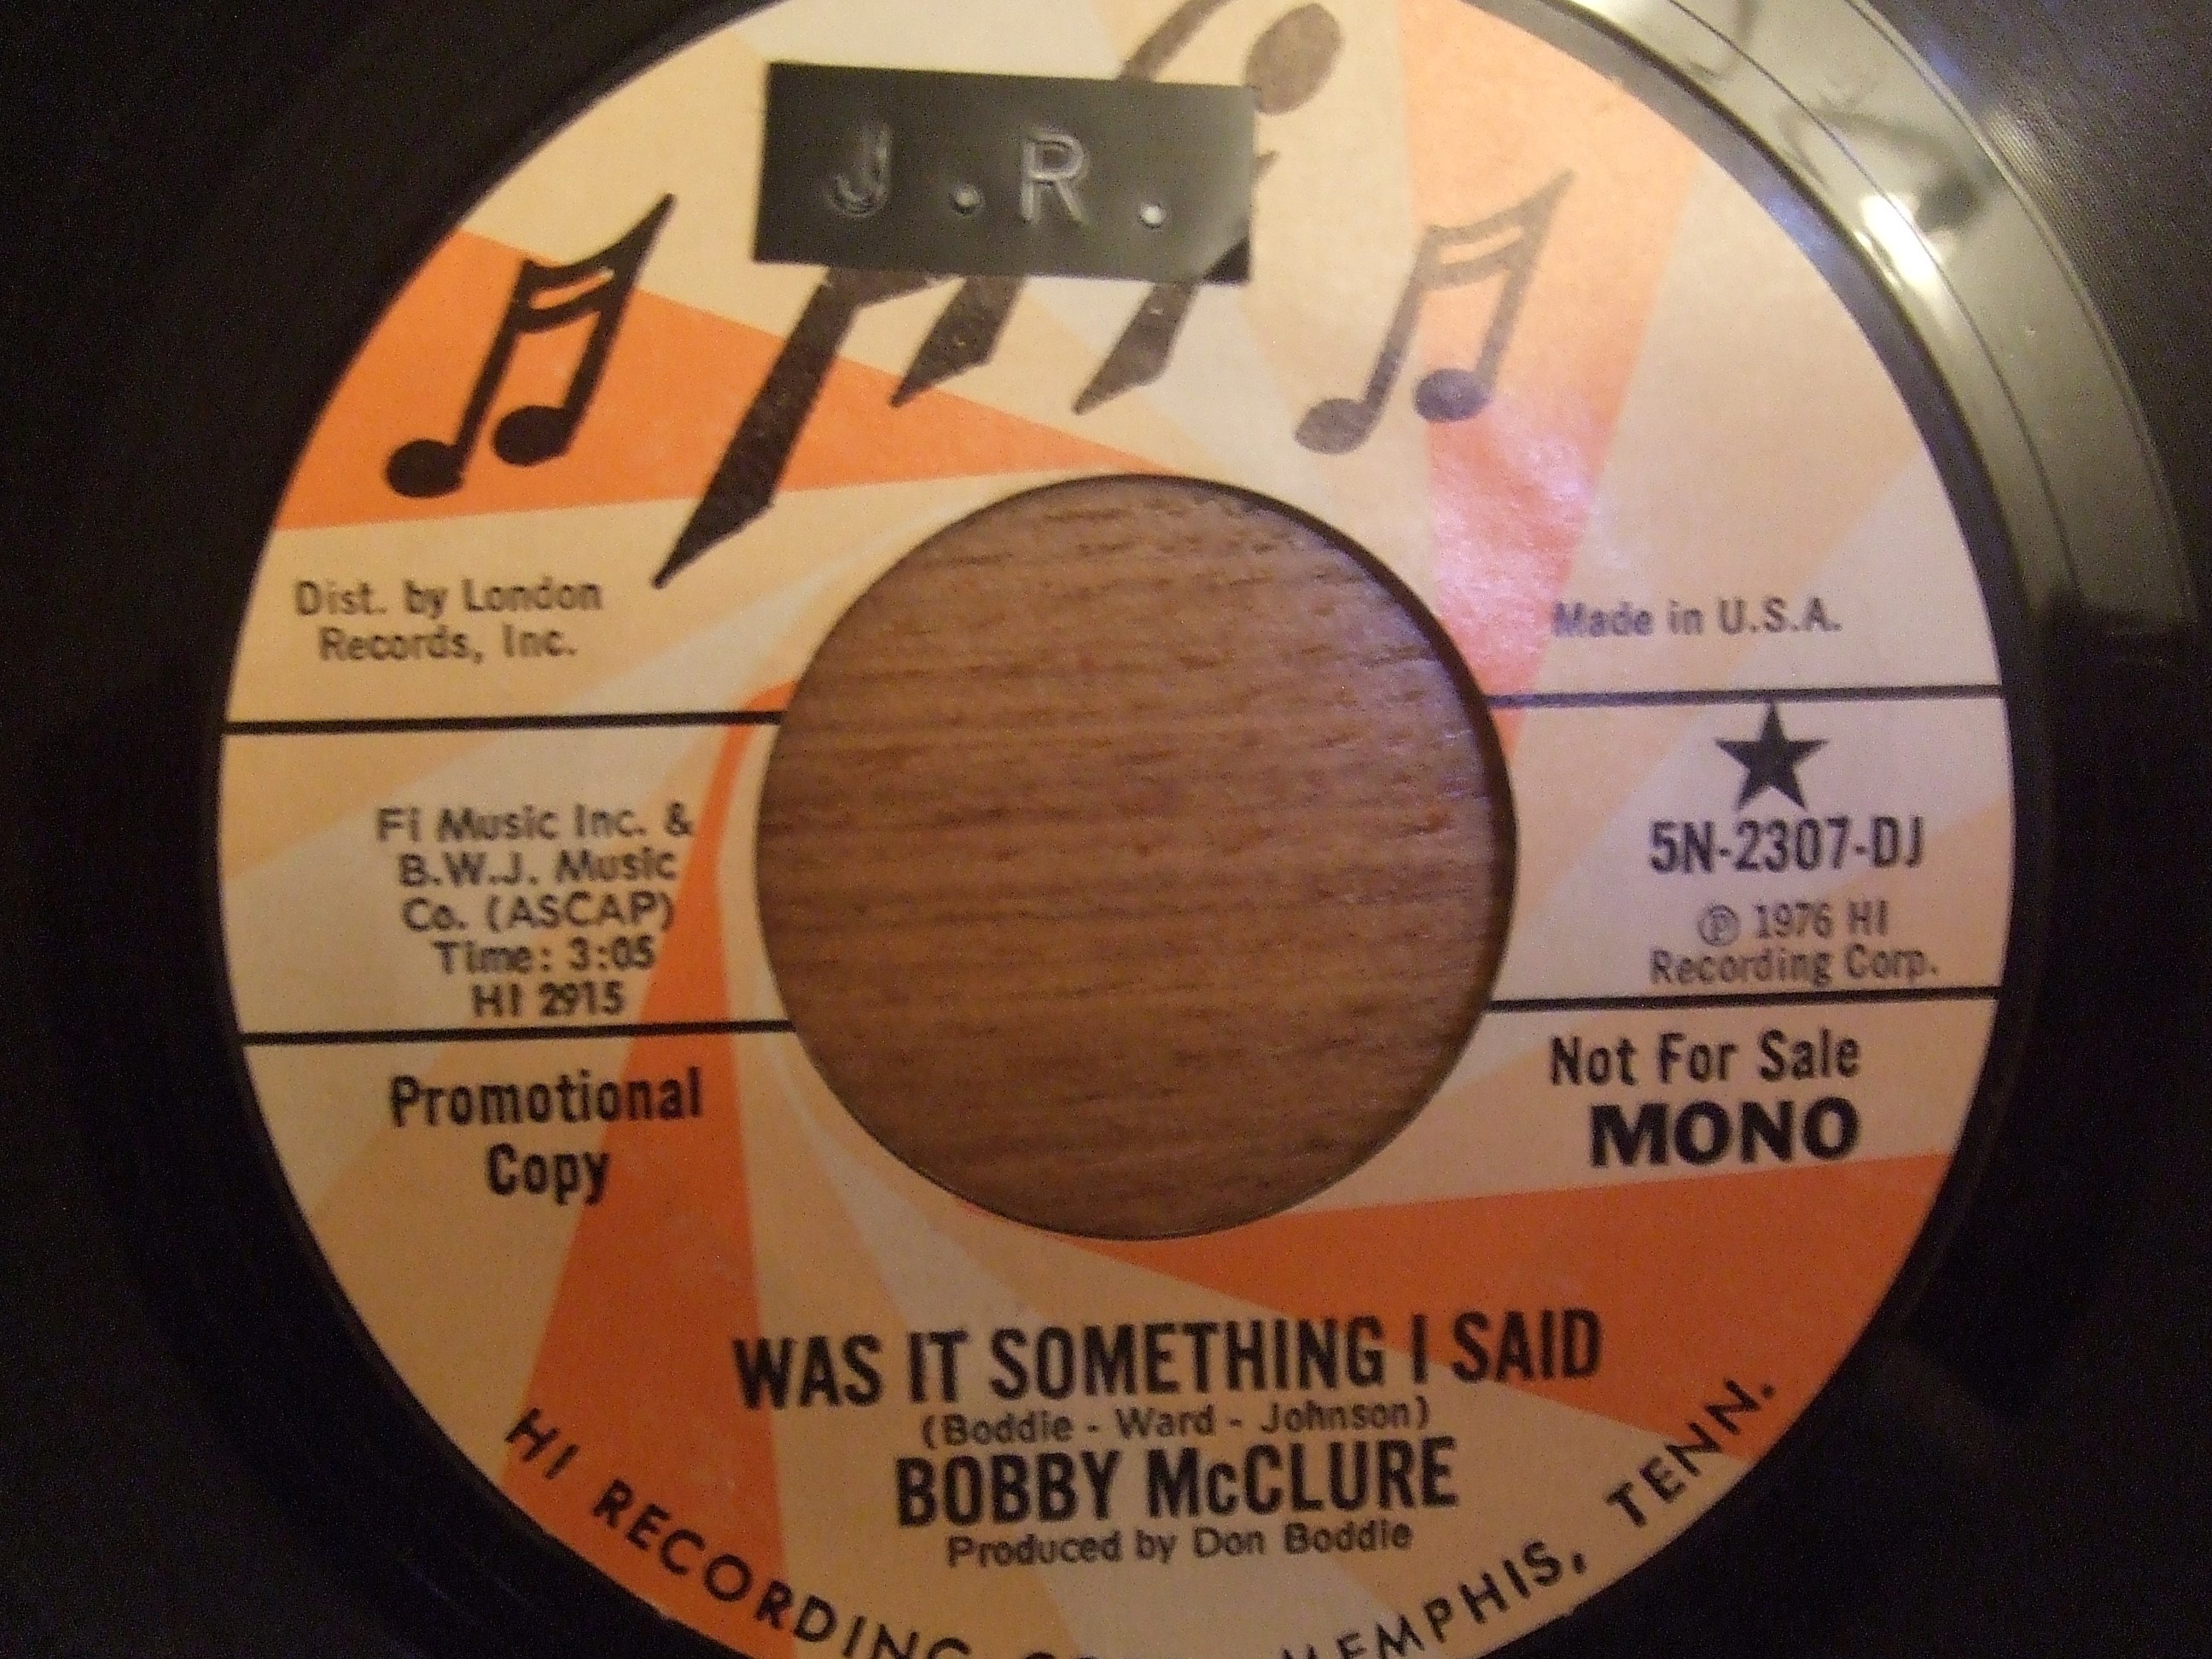 J.R.
Dist. by London
Records, Inc.
Made in U.S.A.
Fi Music Inc. &
B.W.J. Music
Co. (ASCAP)
Time: 3:05
HI 2915
5N-2307-DJ
℗ 1976 HI
Recording Corp.
Promotional
Copy
Not For Sale
MONO
WAS IT SOMETHING I SAID
(Boddie - Ward - Johnson)
BOBBY McCLURE
Produced by Don Boddie
HI RECORDING MEMPHIS, TENN.